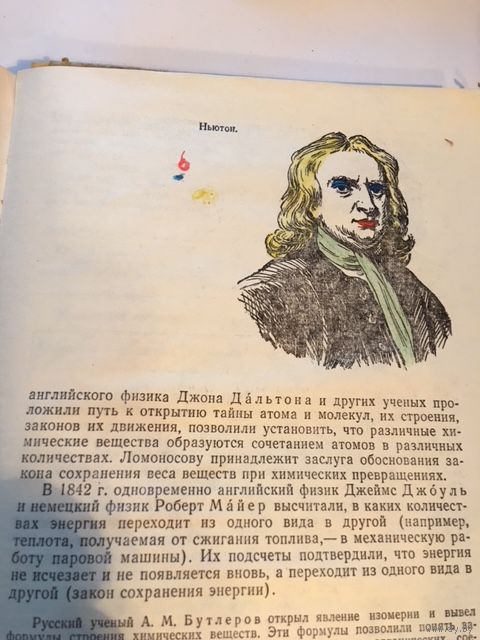 Ньютон.
английского физика Джона Да́льтона и других ученых про-
ложили путь к открытию тайны атома и молекул, их строения,
законов их движения, позволили установить, что различные хи-
мические вещества образуются сочетанием атомов в различных
количествах. Ломоносову принадлежит заслуга обоснования за-
кона сохранения веса веществ при химических превращениях.
В 1842 г. одновременно английский физик Джеймс Джо́уль
и немецкий физик Роберт Ма́йер высчитали, в каких количест-
вах энергия переходит из одного вида в другой (например,
теплота, получаемая от сжигания топлива,— в механическую ра-
боту паровой машины). Их подсчеты подтвердили, что энергия
не исчезает и не появляется вновь, а переходит из одного вида в
другой (закон сохранения энергии).
Русский ученый А. М. Бутлеров открыл явление изомерии и вывел
формулы строения химических веществ. Эти формулы позволили понять